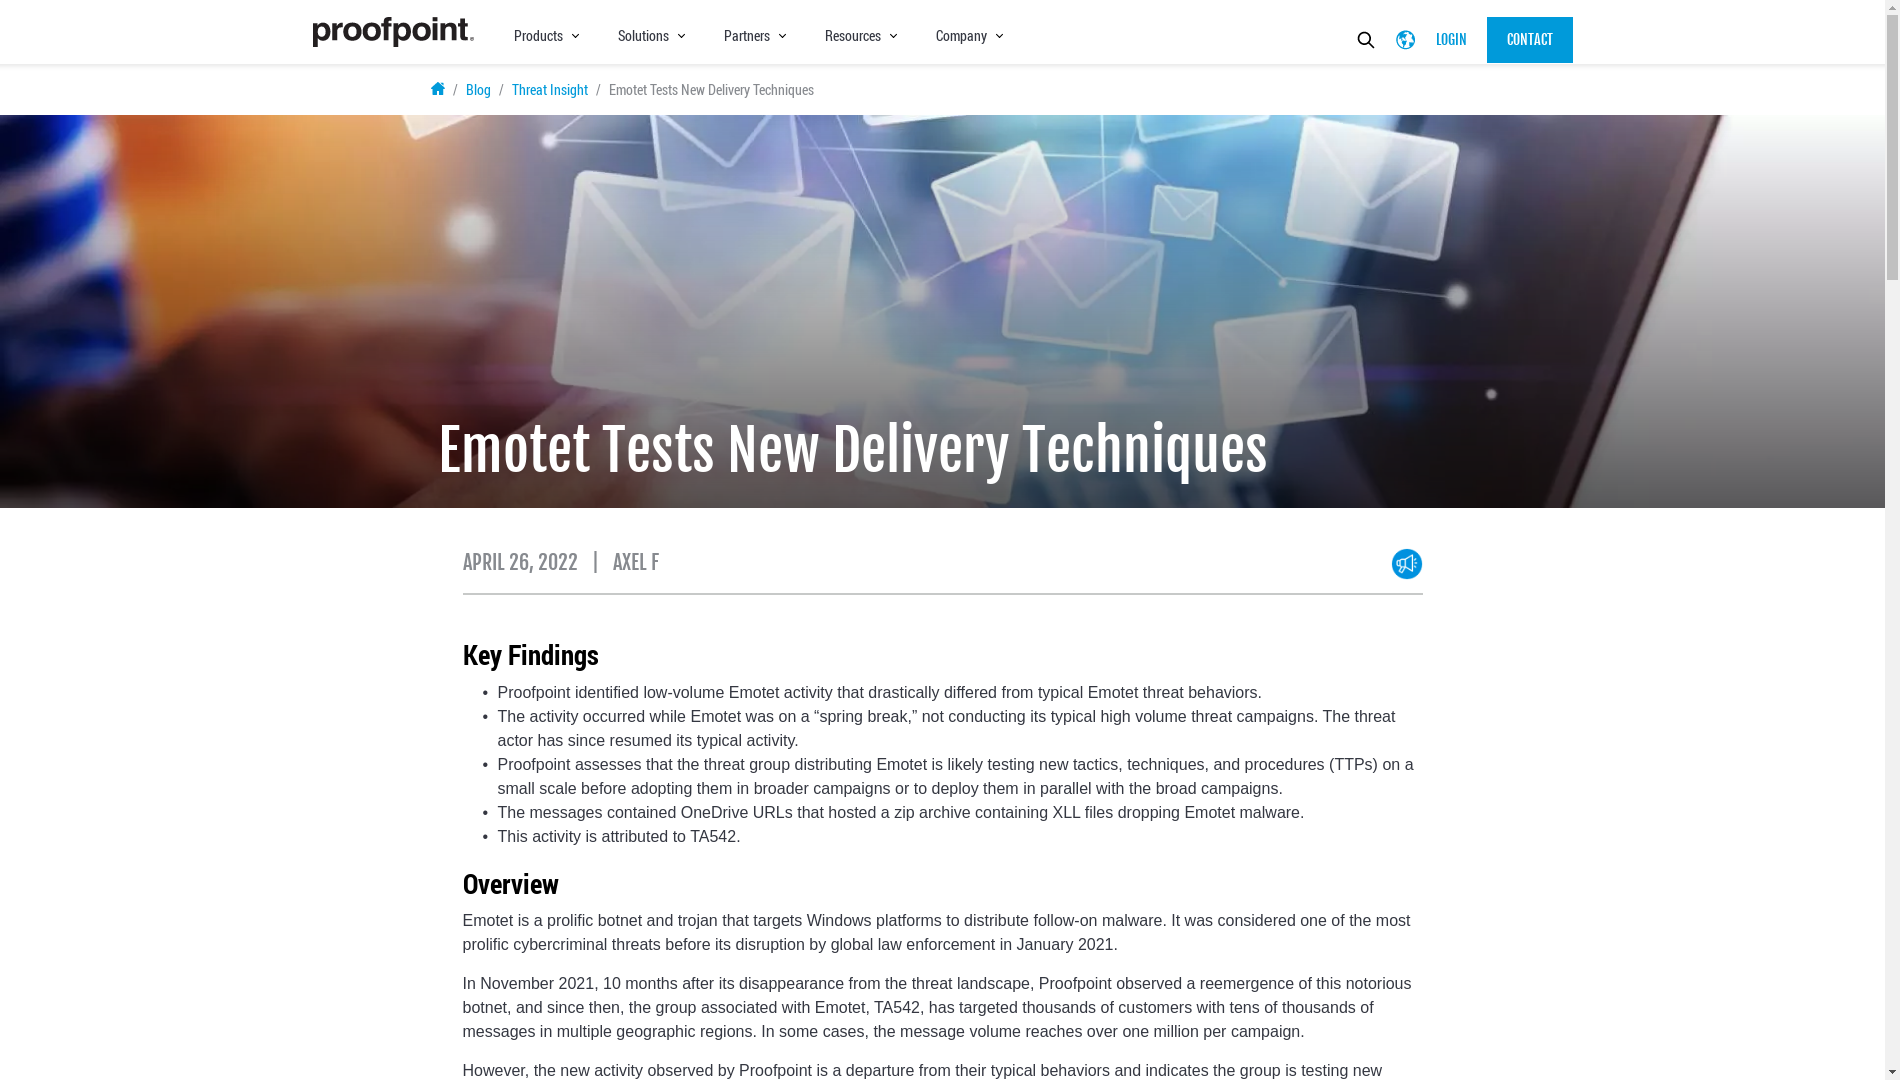 proofpoint.
Products
Solutions
Partners
Resources
Company
LOGIN
CONTACT
/ Blog / Threat Insight / Emotet Tests New Delivery Techniques
Emotet Tests New Delivery Techniques
APRIL 26, 2022 | AXEL F
Key Findings
• Proofpoint identified low-volume Emotet activity that drastically differed from typical Emotet threat behaviors.
• The activity occurred while Emotet was on a “spring break,” not conducting its typical high volume threat campaigns. The threat
actor has since resumed its typical activity.
• Proofpoint assesses that the threat group distributing Emotet is likely testing new tactics, techniques, and procedures (TTPs) on a
small scale before adopting them in broader campaigns or to deploy them in parallel with the broad campaigns.
• The messages contained OneDrive URLs that hosted a zip archive containing XLL files dropping Emotet malware.
• This activity is attributed to TA542.
Overview
Emotet is a prolific botnet and trojan that targets Windows platforms to distribute follow-on malware. It was considered one of the most
prolific cybercriminal threats before its disruption by global law enforcement in January 2021.
In November 2021, 10 months after its disappearance from the threat landscape, Proofpoint observed a reemergence of this notorious
botnet, and since then, the group associated with Emotet, TA542, has targeted thousands of customers with tens of thousands of
messages in multiple geographic regions. In some cases, the message volume reaches over one million per campaign.
However, the new activity observed by Proofpoint is a departure from their typical behaviors and indicates the group is testing new